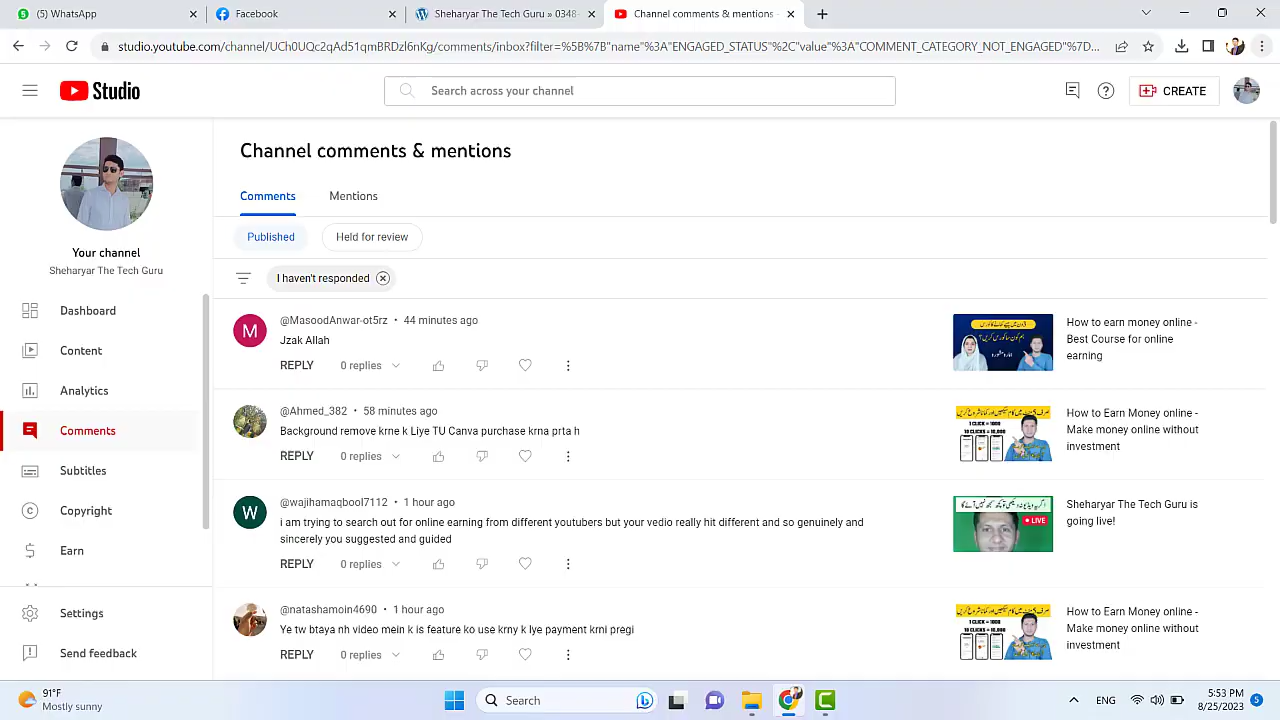 (5) WhatsApp
Facebook
Sheharyar The Tech Guru » 0348-
Channel comments & mentions -
studio.youtube.com/channel/UCh0UQc2qAd51qmBRDzl6nKg/comments/inbox?filter=%5B%7B"name"%3A"ENGAGED_STATUS"%2C"value"%3A"COMMENT_CATEGORY_NOT_ENGAGED"%7D...
Studio
Search across your channel
CREATE
Your channel
Sheharyar The Tech Guru
Dashboard
Content
Analytics
Comments
Subtitles
Copyright
Earn
Settings
Send feedback
Channel comments & mentions
Comments
Mentions
Published
Held for review
I haven't responded
M
@MasoodAnwar-ot5rz • 44 minutes ago
REPLY
0 replies
How to earn money online -
Best Course for online
earning
@Ahmed_382 • 58 minutes ago
Background remove krne k Liye TU Canva purchase krna prta h
REPLY
0 replies
1 CLICK = 100$
How to Earn Money online -
Make money online without
investment
W
@wajihamaqbool7112 • 1 hour ago
i am trying to search out for online earning from different youtubers but your vedio really hit different and so genuinely and
sincerely you suggested and guided
REPLY
0 replies
LIVE
Sheharyar The Tech Guru is
going live!
@natashamoin4690 • 1 hour ago
Ye tu btaya nh video mein k is feature ko use krny k lye payment krni pregi
REPLY
0 replies
1 CLICK = 100$
How to Earn Money online -
Make money online without
investment
91°F
Mostly sunny
Search
ENG
5:53 PM
8/25/2023
5